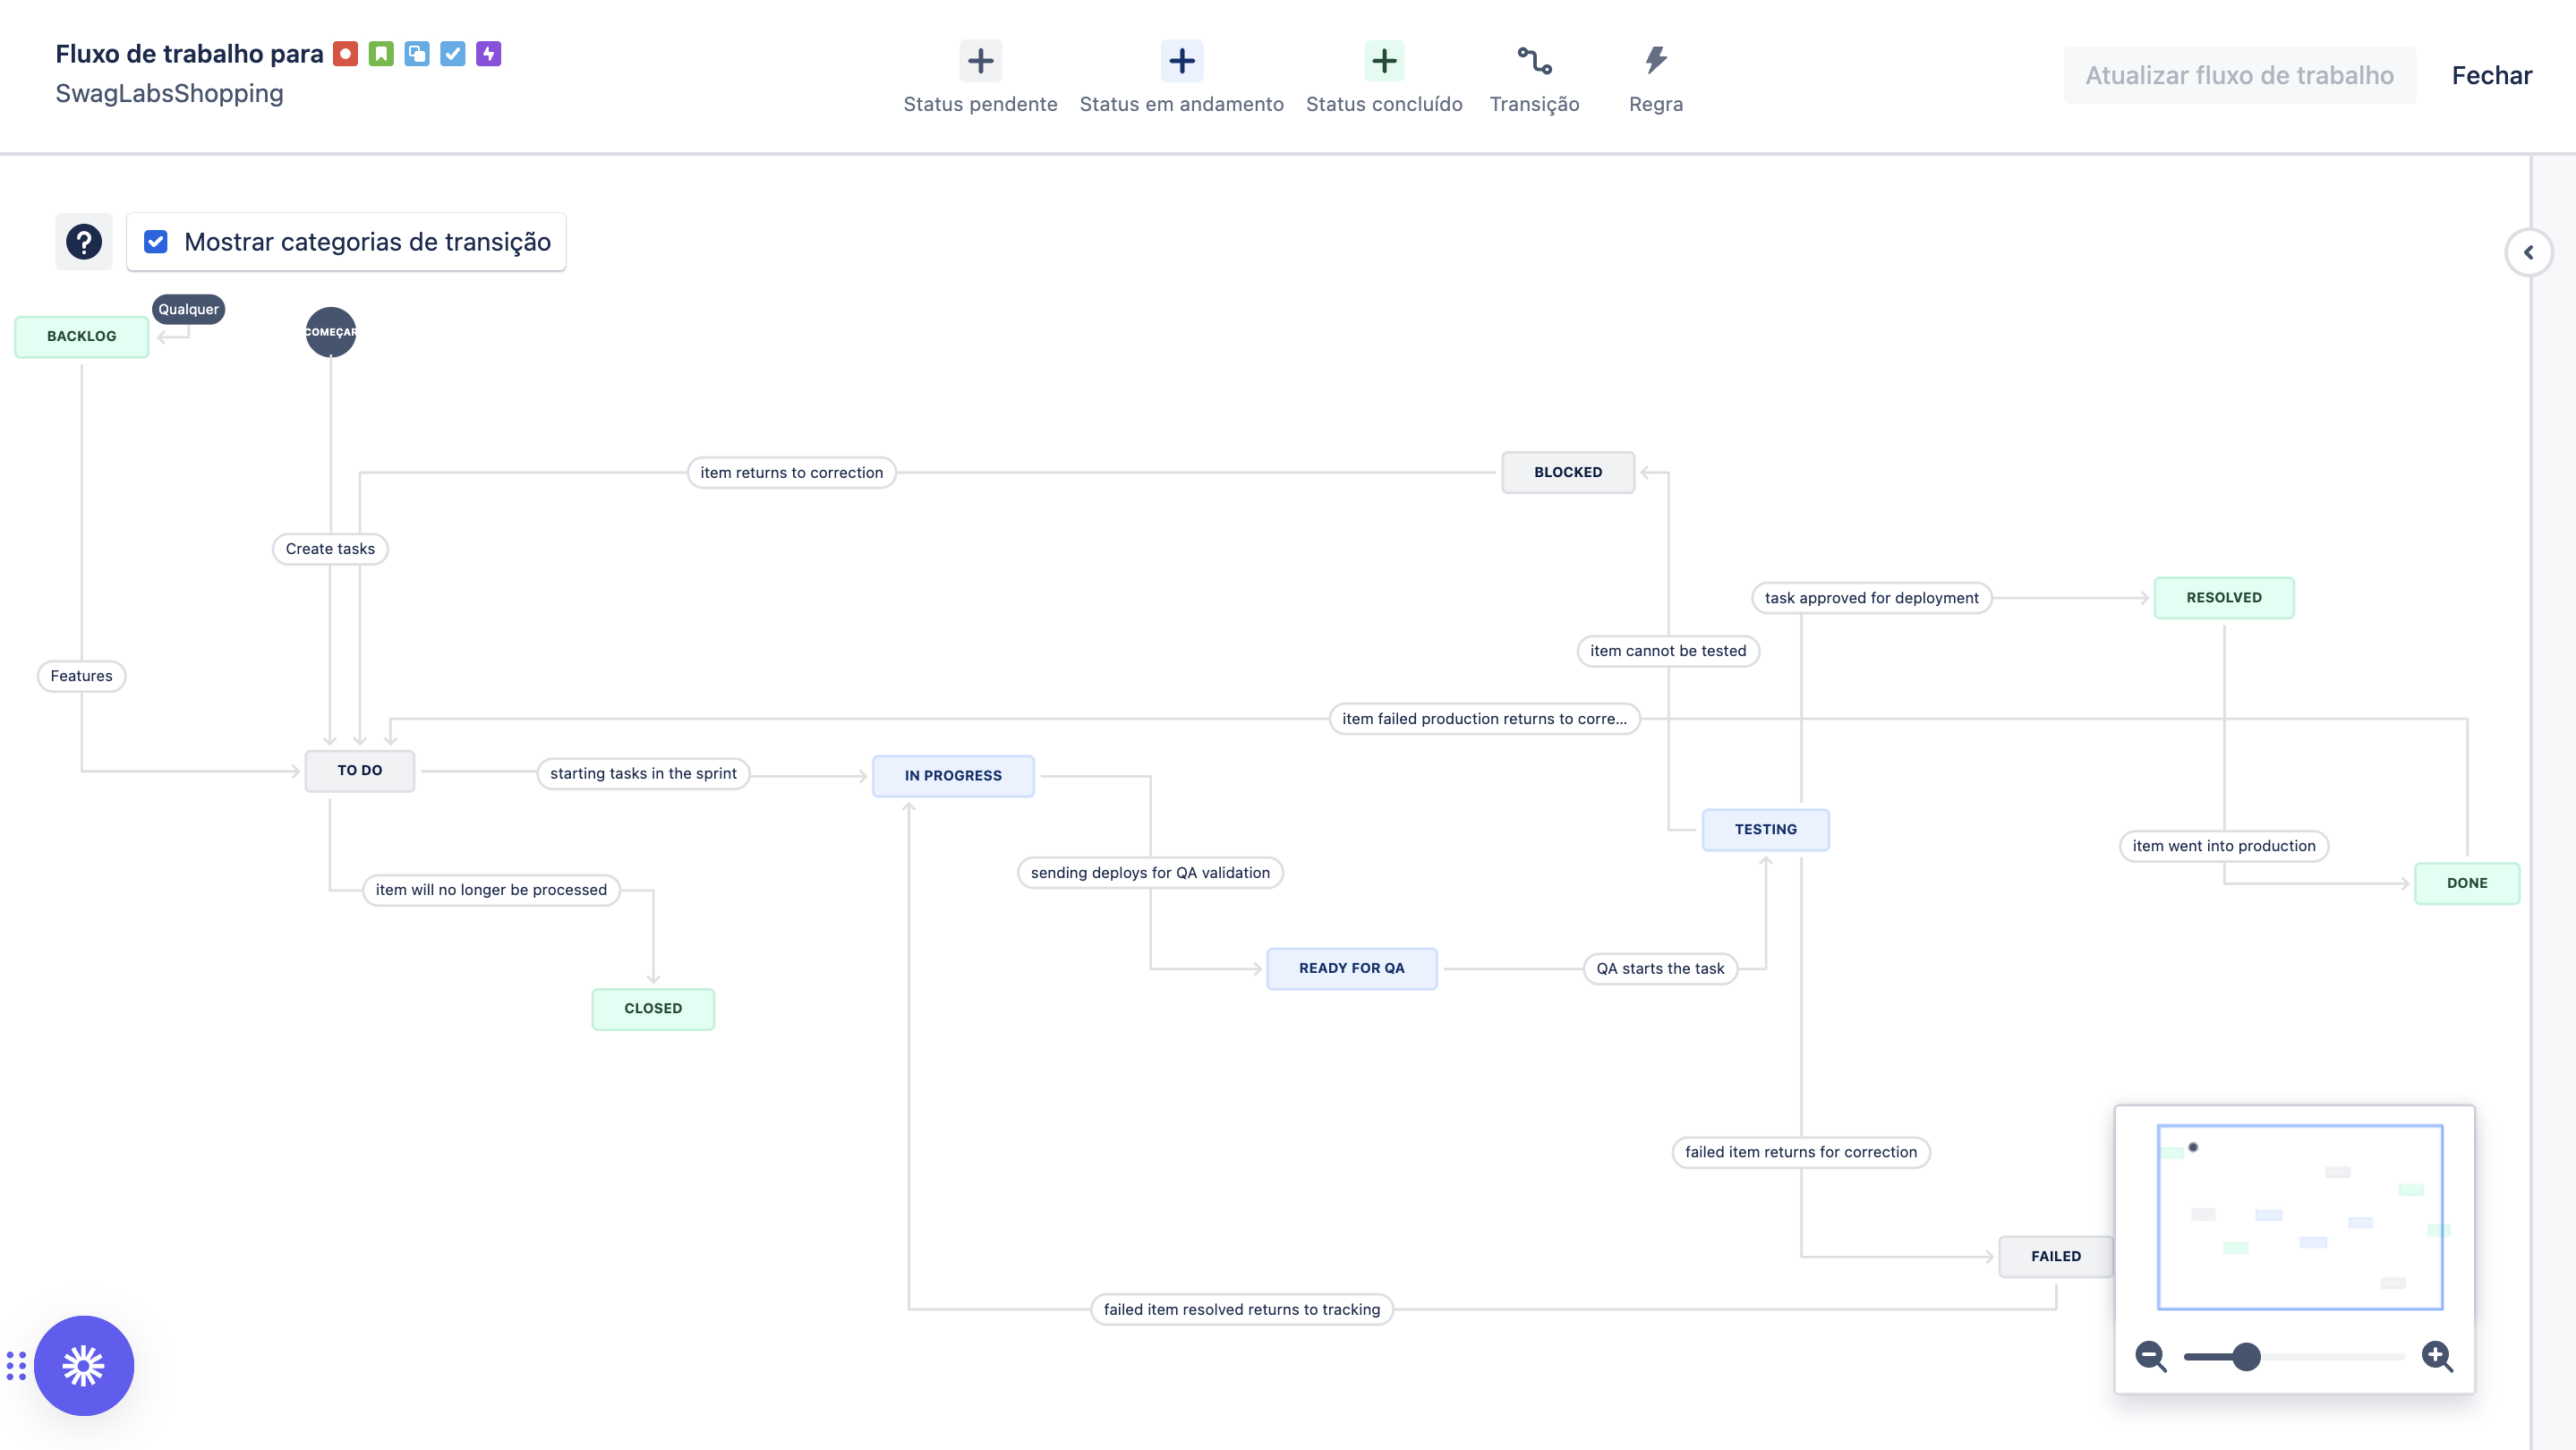 Fluxo de trabalho para
SwagLabsShopping
Status pendente
Status em andamento
Status concluído
Transição
Regra
Atualizar fluxo de trabalho
Fechar
Mostrar categorias de transição
Qualquer
BACKLOG
COMEÇAR
item returns to correction
BLOCKED
Create tasks
task approved for deployment
RESOLVED
item cannot be tested
Features
item failed production returns to corre...
TO DO
starting tasks in the sprint
IN PROGRESS
TESTING
item went into production
sending deploys for QA validation
DONE
item will no longer be processed
READY FOR QA
QA starts the task
CLOSED
failed item returns for correction
FAILED
failed item resolved returns to tracking